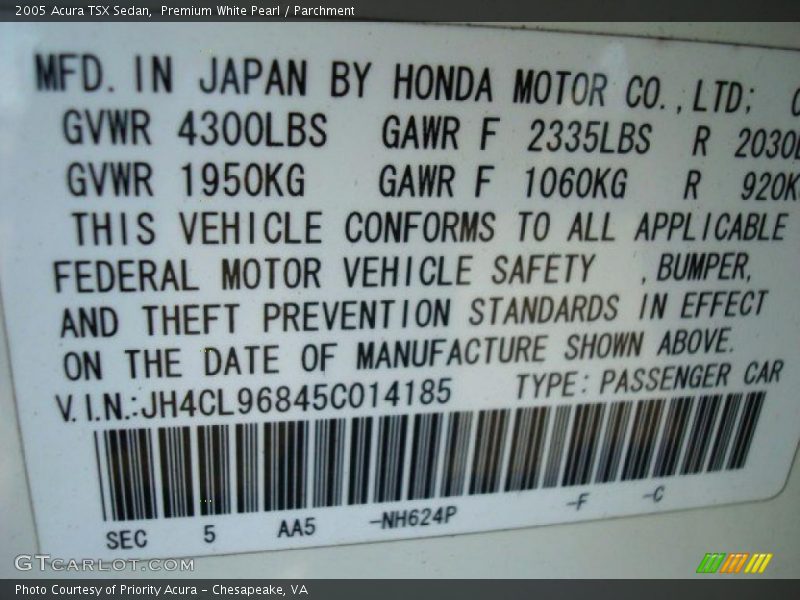 2005 Acura TSX Sedan,  Premium White Pearl / Parchment
MFD. IN JAPAN BY HONDA MOTOR CO.,LTD;
GVWR 4300LBS GAWR F 2335LBS R 2030L
GVWR 1950KG GAWR F 1060KG R 920K
THIS VEHICLE CONFORMS TO ALL APPLICABLE
FEDERAL MOTOR VEHICLE SAFETY ,BUMPER,
AND THEFT PREVENTION STANDARDS IN EFFECT
ON THE DATE OF MANUFACTURE SHOWN ABOVE.
V.I.N.:JH4CL96845C014185 TYPE:PASSENGER CAR
SEC 5 AA5 -NH624P -F -C
GTCARLOT.COM
Photo Courtesy of Priority Acura - Chesapeake, VA